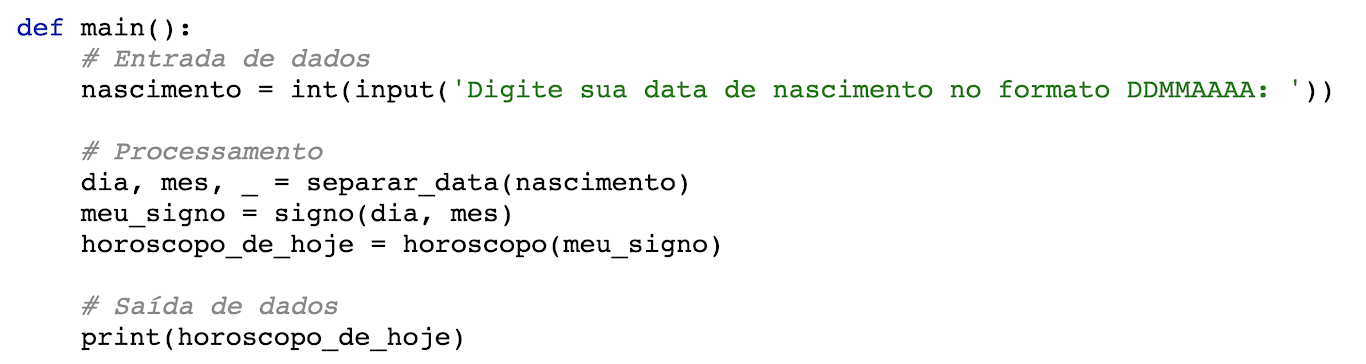 def main():
    # Entrada de dados
    nascimento = int(input('Digite sua data de nascimento no formato DDMMAAAA: '))

    # Processamento
    dia, mes, _ = separar_data(nascimento)
    meu_signo = signo(dia, mes)
    horoscopo_de_hoje = horoscopo(meu_signo)

    # Saída de dados
    print(horoscopo_de_hoje)